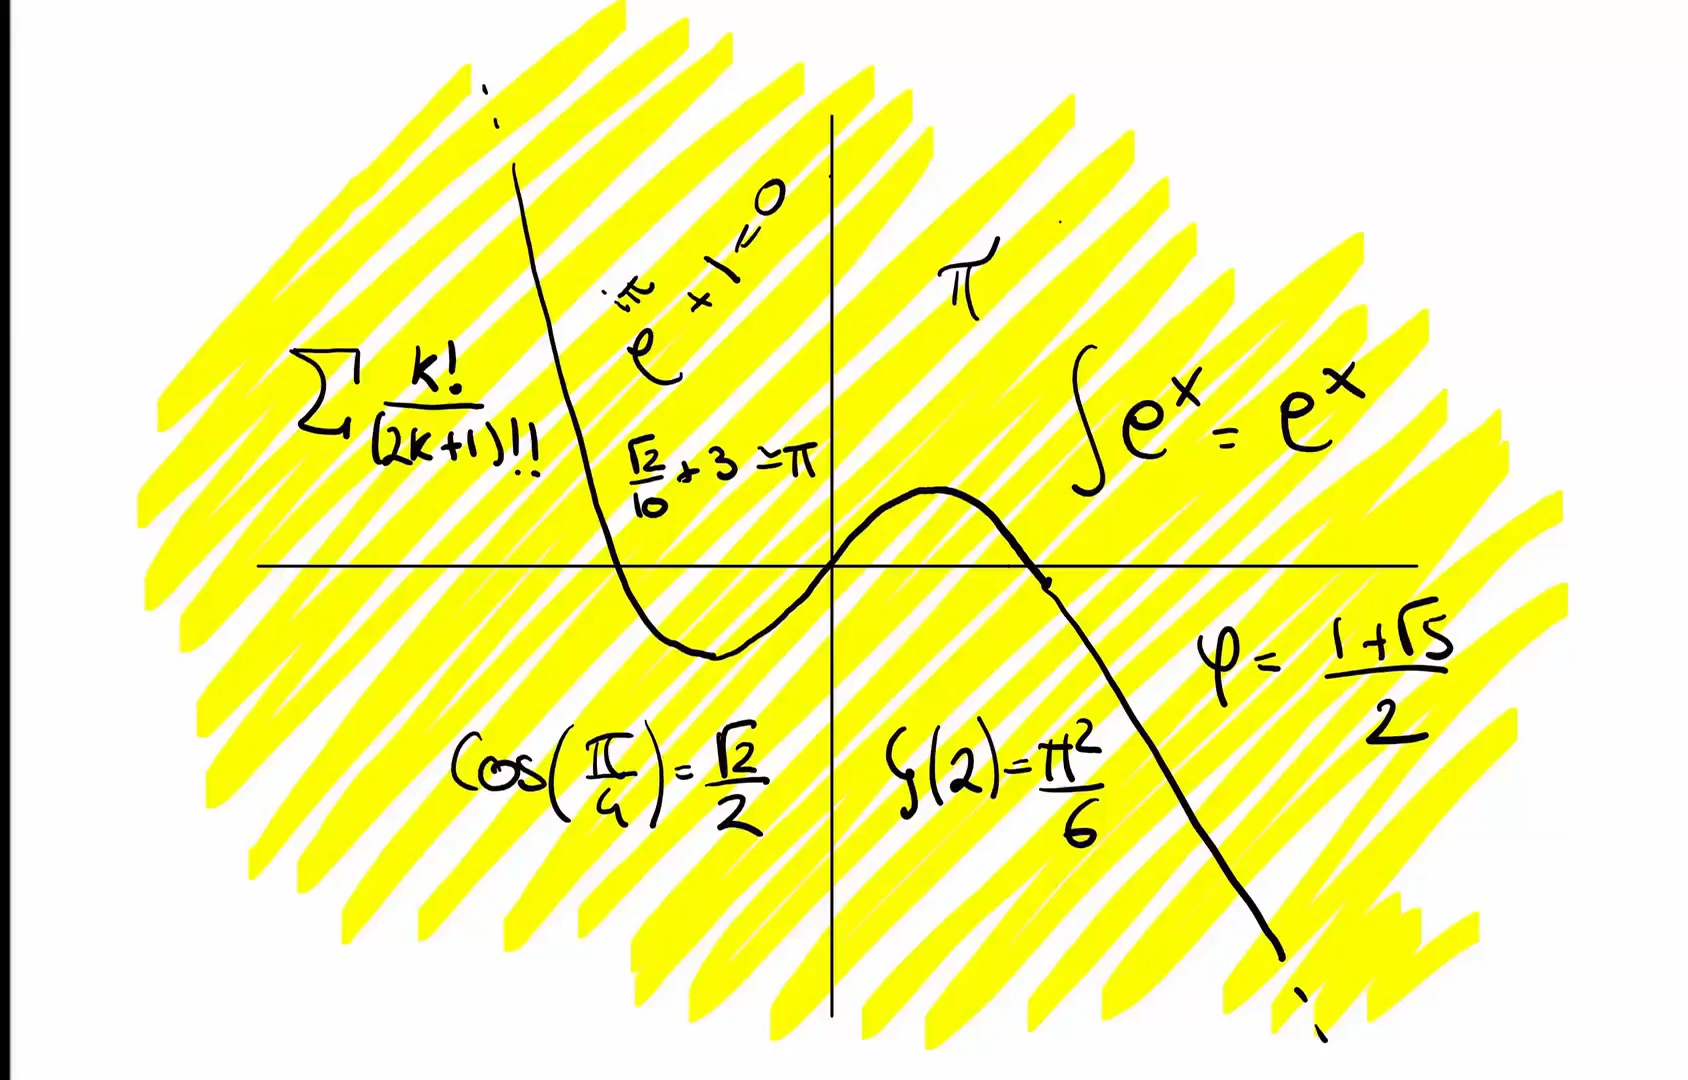 e^{iπ} + 1 = 0
π
∑ k!/(2k+1)!!
∫e^x = e^x
√2/10 + 3 ≃ π
φ = (1+√5)/2
cos(π/4) = √2/2
ζ(2) = π²/6